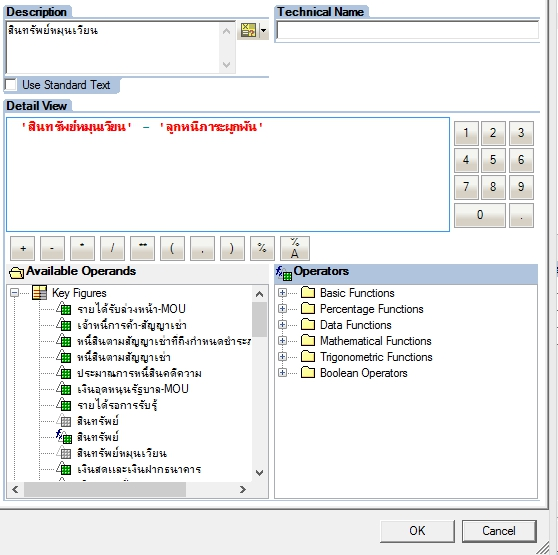 Description
Technical Name
สินทรัพย์หมุนเวียน
Use Standard Text
Detail View
'สินทรัพย์หมุนเวียน' - 'ลูกหนี้ภาระผูกพัน'
1 2 3
4 5 6
7 8 9
0 .
+ - * / ** ( , ) % %A
Available Operands
Operators
Key Figures
รายได้รับล่วงหน้า-MOU
เจ้าหนี้การค้า-สัญญาเช่า
หนี้สินตามสัญญาเช่าที่ถึงกำหนดชำระ
หนี้สินตามสัญญาเช่า
ประมาณการหนี้สินคดีความ
เงินอุดหนุนรัฐบาล-MOU
รายได้รอการรับรู้
สินทรัพย์
สินทรัพย์
สินทรัพย์หมุนเวียน
เงินสดและเงินฝากธนาคาร
Basic Functions
Percentage Functions
Data Functions
Mathematical Functions
Trigonometric Functions
Boolean Operators
OK
Cancel